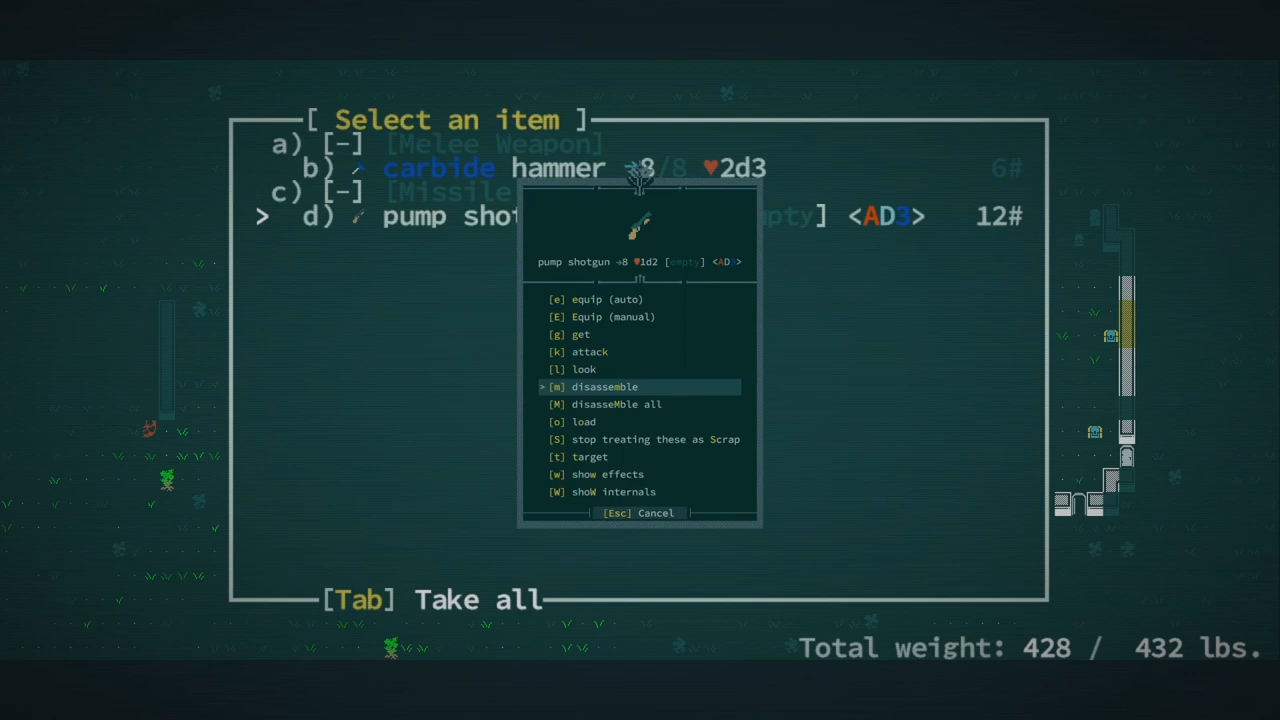 [ Select an item ]
a) [-] [Melee Weapon]
b) carbide hammer →8/8 ♥2d3 6#
c) [-] [Missile
> d) pump shot empty] <AD3> 12#
pump shotgun →8 ♥1d2 [empty] <AD3>
[e] equip (auto)
[E] Equip (manual)
[g] get
[k] attack
[l] look
> [m] disassemble
[M] disasseMble all
[o] load
[S] stop treating these as Scrap
[t] target
[w] show effects
[W] shoW internals
[Esc] Cancel
[Tab] Take all
Total weight: 428 / 432 lbs.